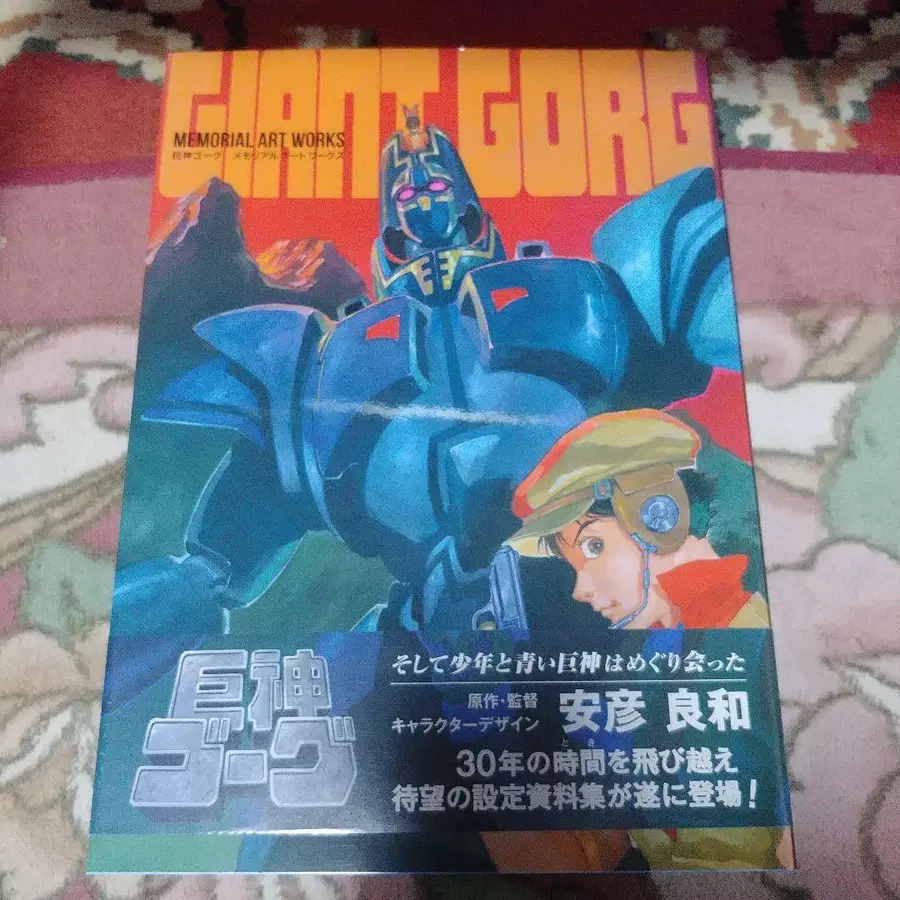 GIANT GORG
MEMORIAL ART WORKS
巨神ゴーグ メモリアルアートワークス
巨神
ゴーグ
そして少年と青い巨神はめぐり会った
原作・監督
キャラクターデザイン
安彦 良和
30年の時間を飛び越え
とき
待望の設定資料集が遂に登場!